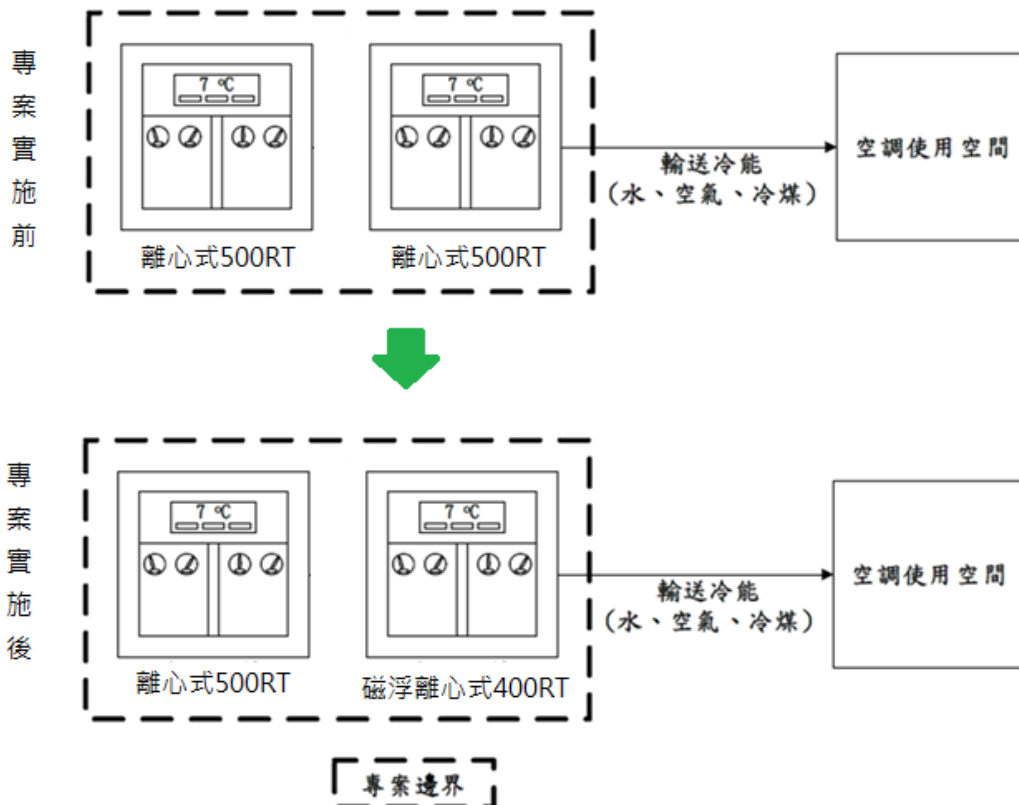 專案實施前
7 ℃
7 ℃
離心式500RT
離心式500RT
輸送冷能
(水、空氣、冷煤)
空調使用空間
專案實施後
7 ℃
7 ℃
離心式500RT
磁浮離心式400RT
輸送冷能
(水、空氣、冷煤)
空調使用空間
專案邊界